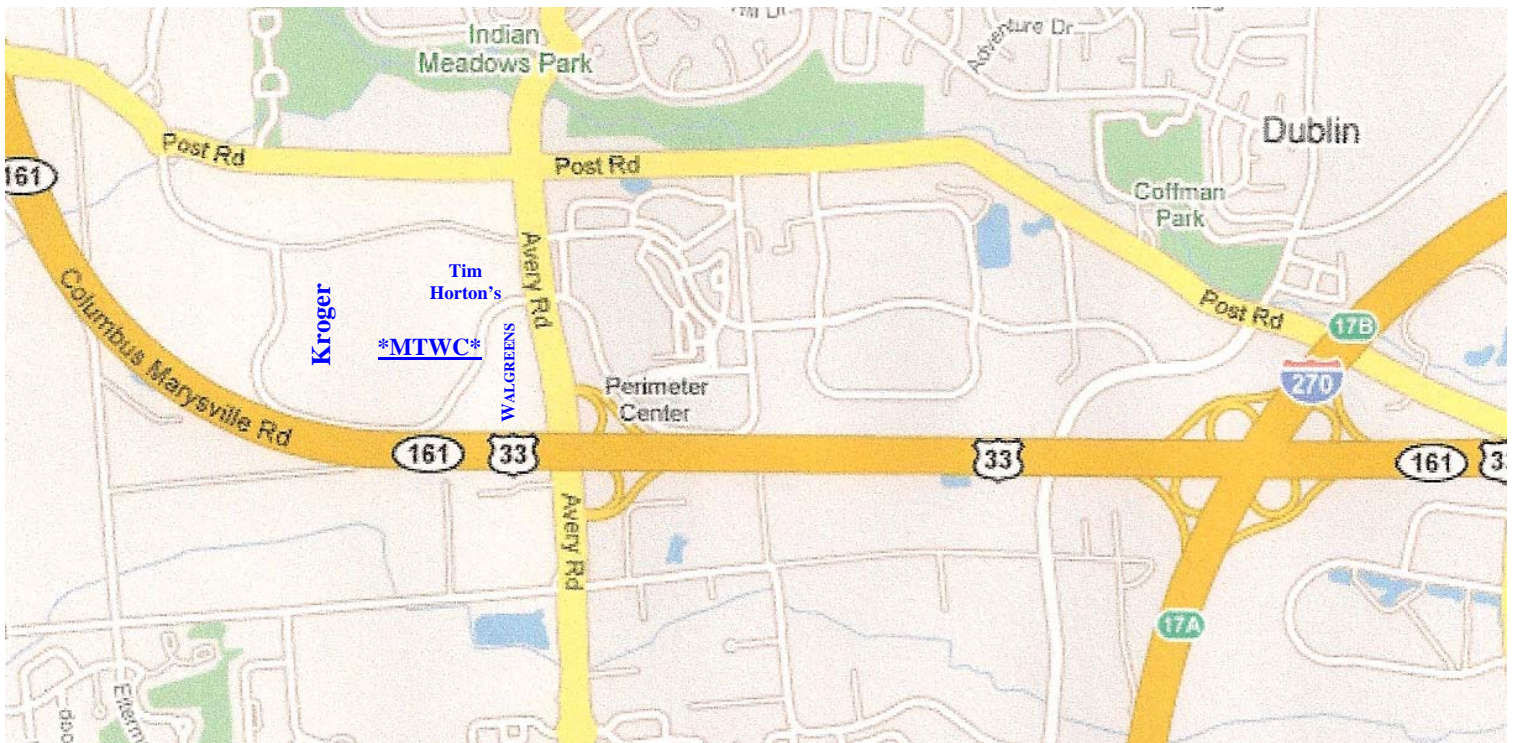 Indian
Meadows Park
Adventure Dr
Dublin
Post Rd
Post Rd
161
Coffman
Park
Avery Rd
Tim
Horton's
Kroger
*MTWC*
WALGREENS
Columbus Marysville Rd
Post Rd
17B
270
Perimeter
Center
161
33
33
161
Avery Rd
17A